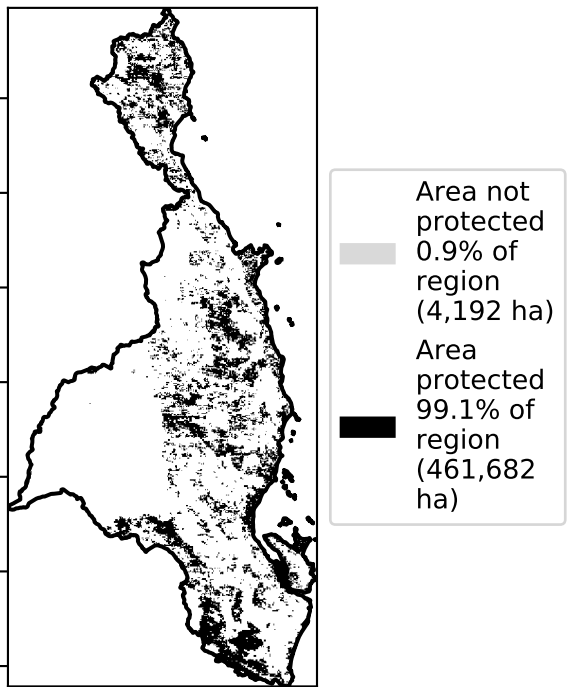 Area not
protected
0.9% of
region
(4,192 ha)
Area
protected
99.1% of
region
(461,682
ha)